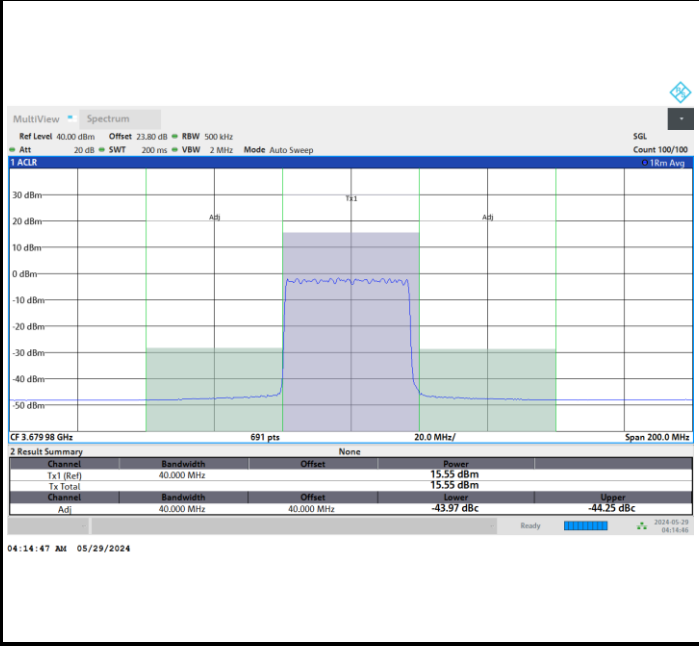 MultiView Spectrum
Ref Level 40.00 dBm Offset 23.80 dB RBW 500 kHz SGL
Att 20 dB SWT 200 ms VBW 2 MHz Mode Auto Sweep Count 100/100
1 ACLR 1Rm Avg
Tx1
30 dBm
Adj Adj
20 dBm
10 dBm
0 dBm
-10 dBm
-20 dBm
-30 dBm
-40 dBm
-50 dBm
CF 3.679 98 GHz 691 pts 20.0 MHz/ Span 200.0 MHz
2 Result Summary None
Channel Bandwidth Offset Power
Tx1 (Ref) 40.000 MHz 15.55 dBm
Tx Total 15.55 dBm
Channel Bandwidth Offset Lower Upper
Adj 40.000 MHz 40.000 MHz -43.97 dBc -44.25 dBc
Ready 2024-05-29
04:14:46
04:14:47 AM 05/29/2024